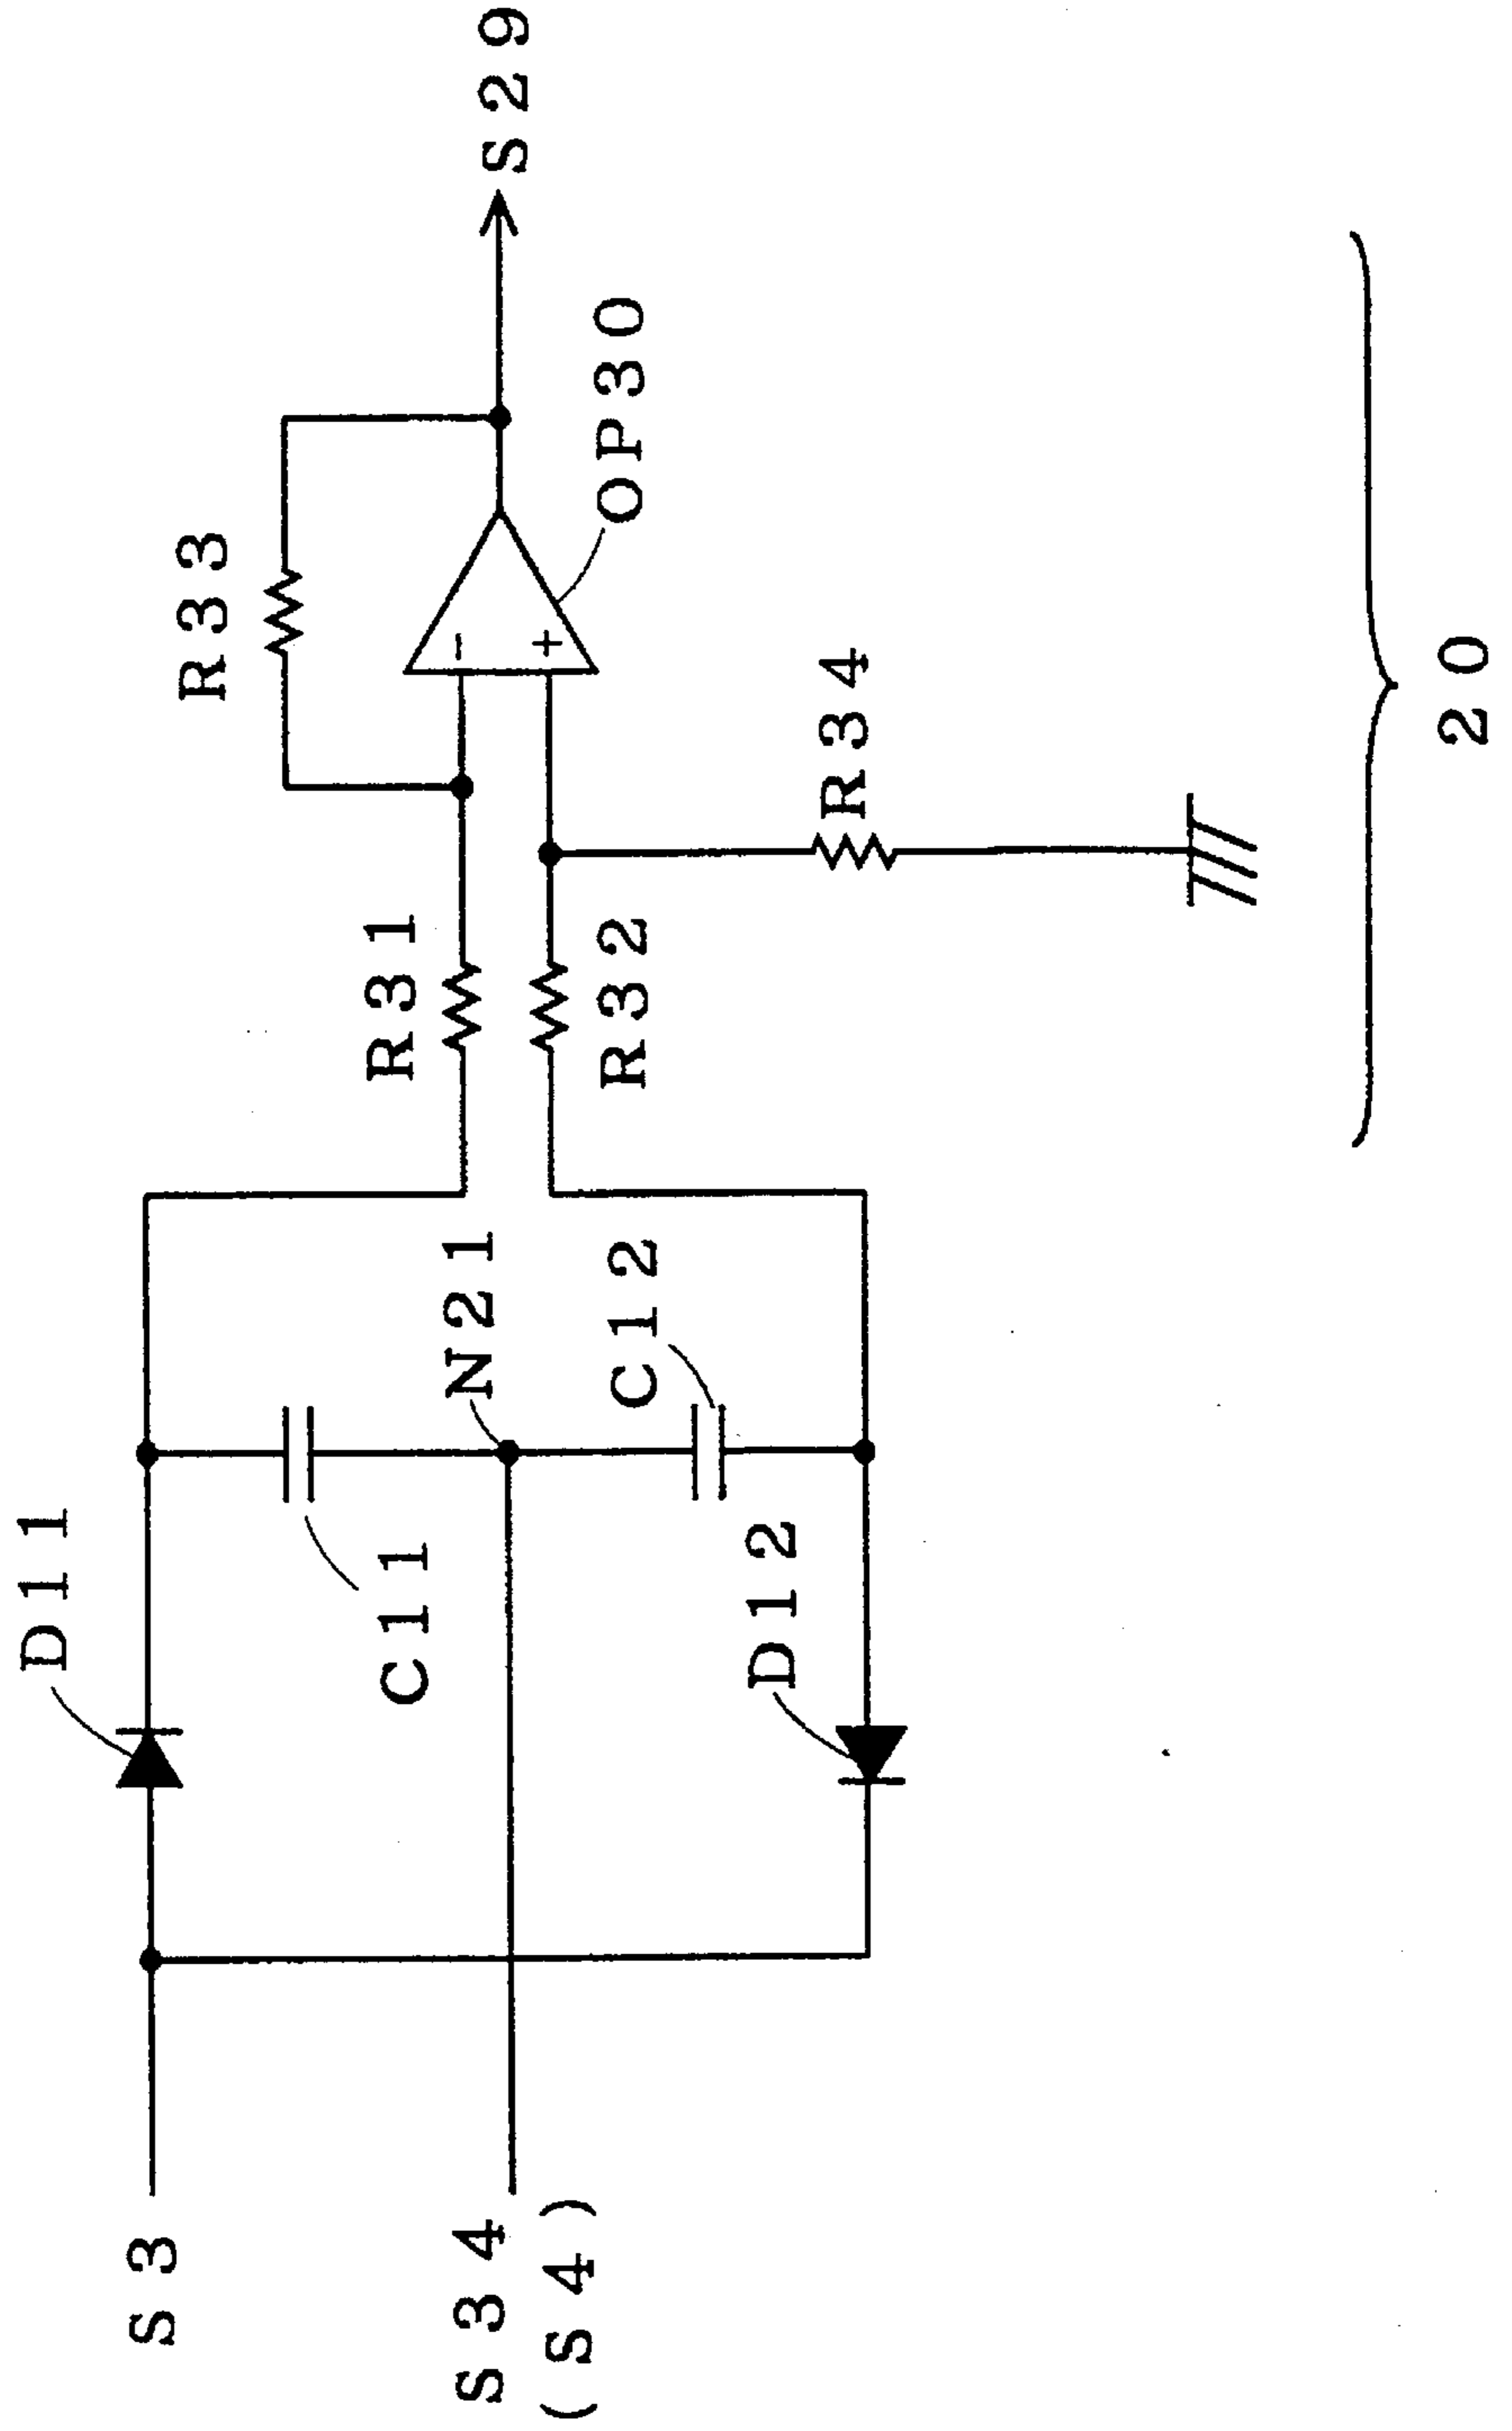 S3
S34
(S4)
D11
C11
N21
C12
D12
R31
R32
R33
-
+
OP30
R34
S29
20